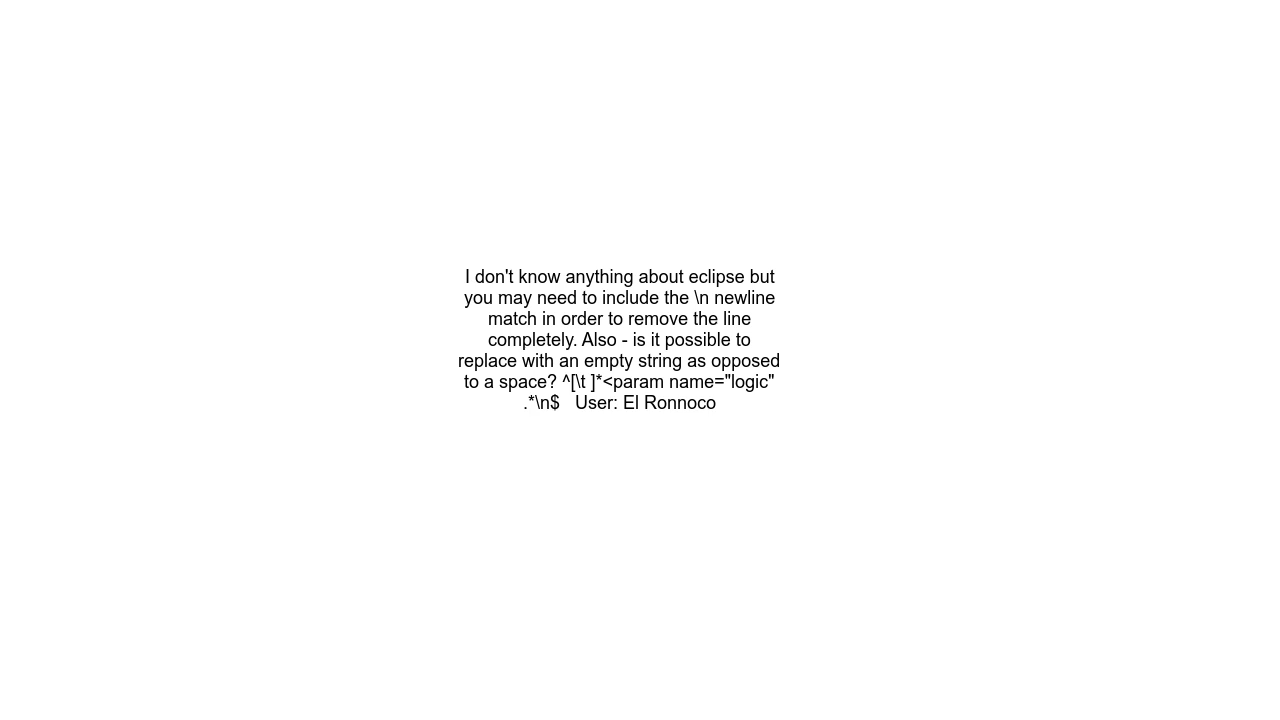 I don't know anything about eclipse but
you may need to include the \n newline
match in order to remove the line
completely. Also - is it possible to
replace with an empty string as opposed
to a space? ^[\t ]*<param name="logic"
.*\n$   User: El Ronnoco